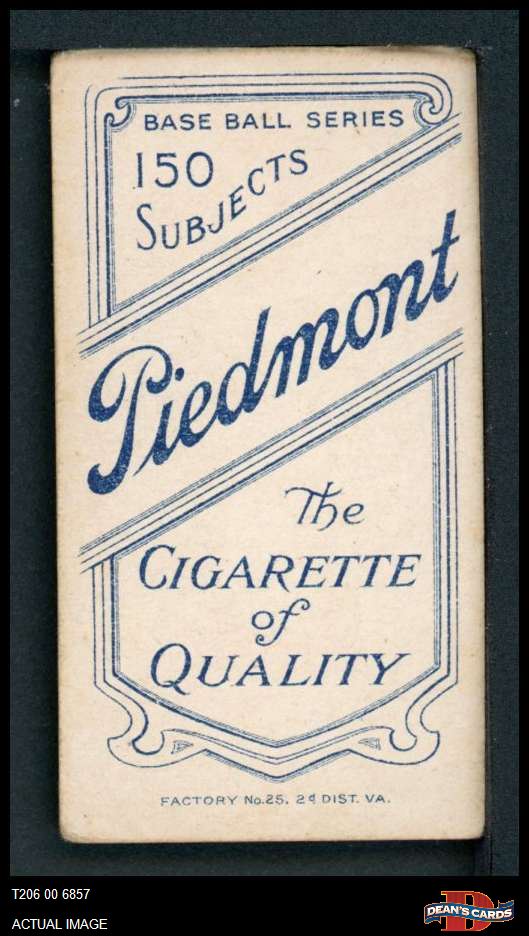 BASE BALL SERIES
150
SUBJECTS
Piedmont
The
CIGARETTE
of
QUALITY
FACTORY No.25. 2d DIST. VA.
T206 00 6857
ACTUAL IMAGE
DEAN'S CARDS